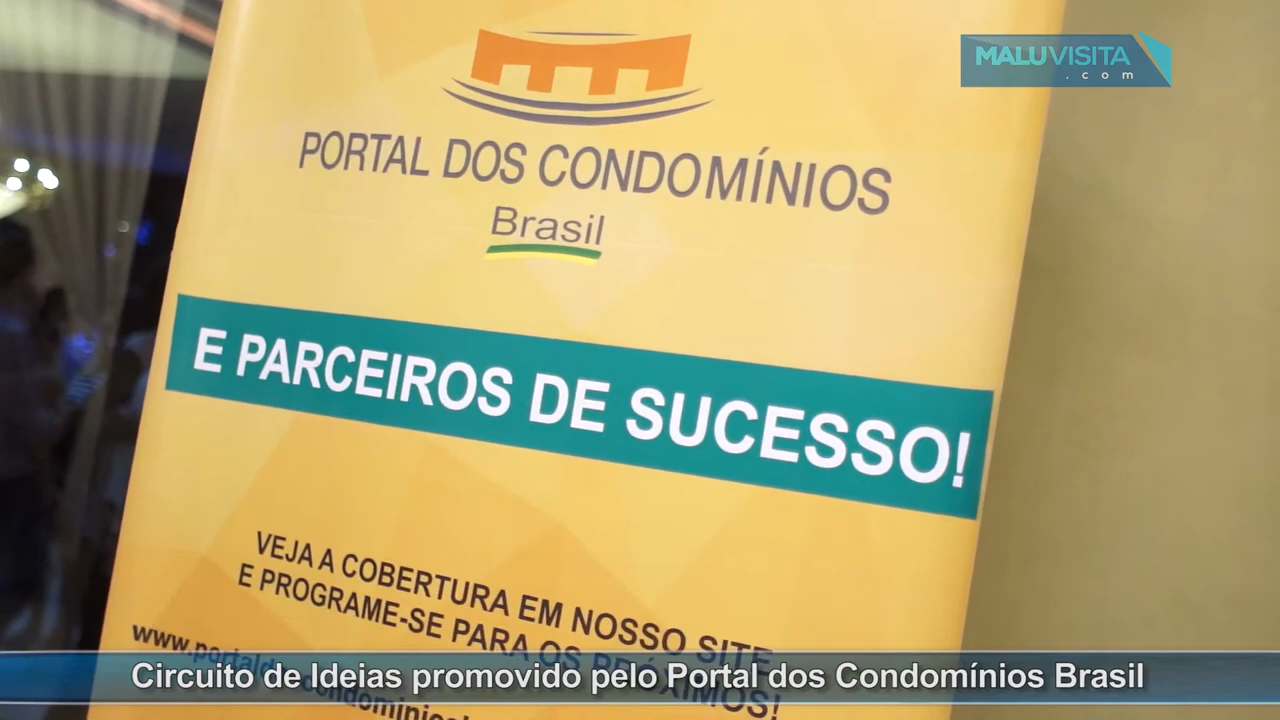 MALUVISITA
.com
PORTAL DOS CONDOMÍNIOS
Brasil
E PARCEIROS DE SUCESSO!
VEJA A COBERTURA EM NOSSO SITE
E PROGRAME-SE PARA OS PRÓXIMOS!
Circuito de Ideias promovido pelo Portal dos Condomínios Brasil